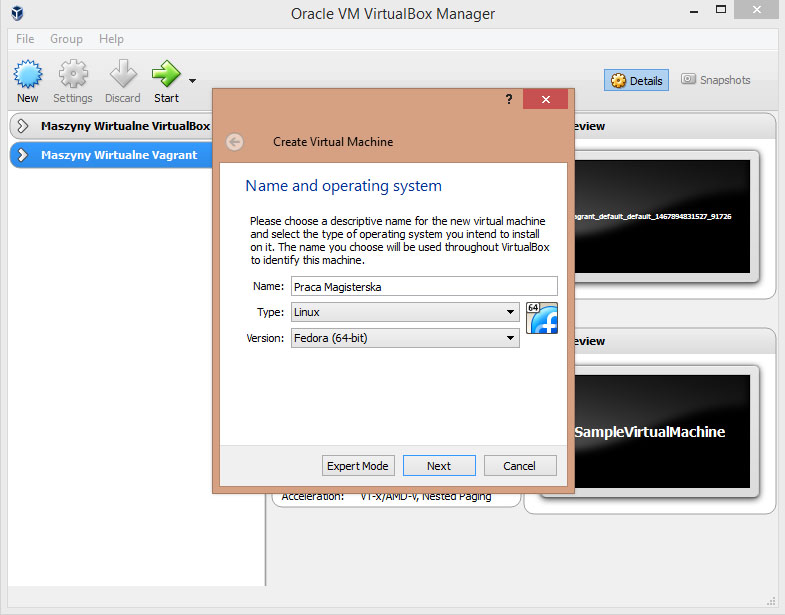 Oracle VM VirtualBox Manager
File Group Help
New Settings Discard Start Details Snapshots
Maszyny Wirtualne VirtualBox
Maszyny Wirtualne Vagrant
?
Create Virtual Machine
Name and operating system
Please choose a descriptive name for the new virtual machine
and select the type of operating system you intend to install
on it. The name you choose will be used throughout VirtualBox
to identify this machine.
Name: Praca Magisterska
Type: Linux
64
Version: Fedora (64-bit)
Expert Mode Next Cancel
eview
agrant_default_default_1467894831527_91726
eview
SampleVirtualMachine
Acceleration: VT-x/AMD-V, Nested Paging